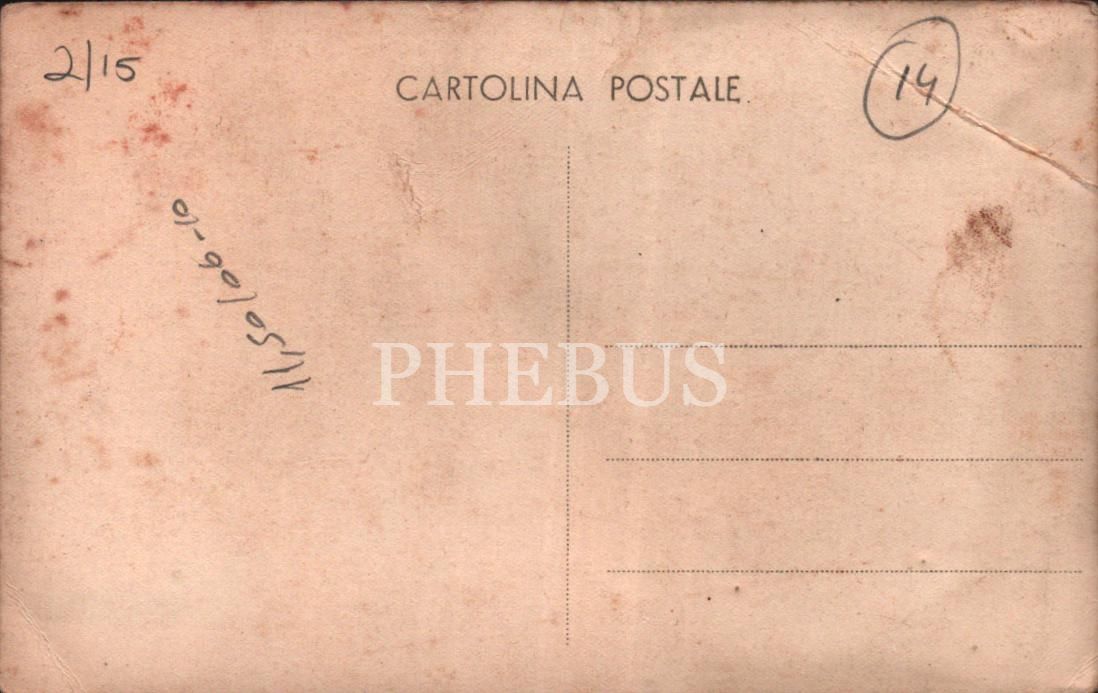 2/15
CARTOLINA POSTALE
14
PHEBUS